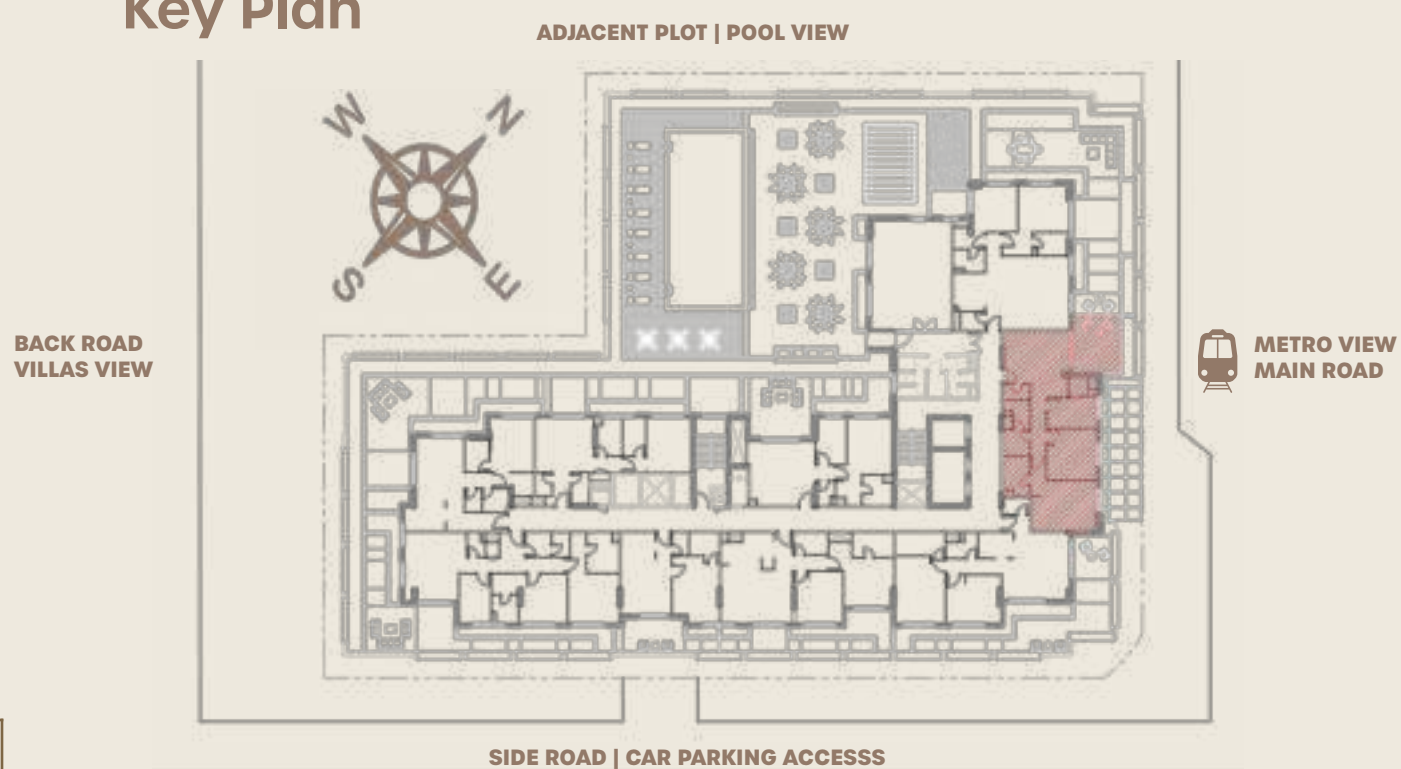 Key Plan
ADJACENT PLOT | POOL VIEW
W
N
S
E
BACK ROAD
VILLAS VIEW
METRO VIEW
MAIN ROAD
SIDE ROAD | CAR PARKING ACCESSS